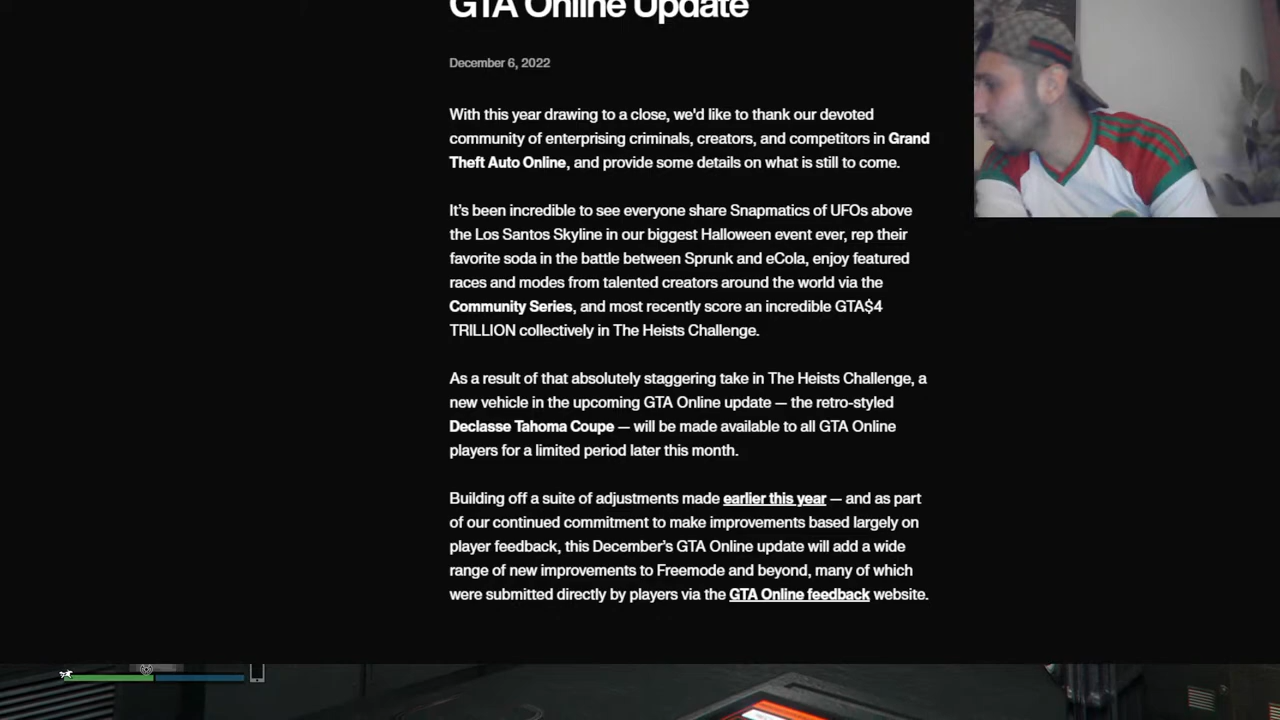 GTA Online Update
December 6, 2022
With this year drawing to a close, we'd like to thank our devoted
community of enterprising criminals, creators, and competitors in Grand
Theft Auto Online, and provide some details on what is still to come.
It's been incredible to see everyone share Snapmatics of UFOs above
the Los Santos Skyline in our biggest Halloween event ever, rep their
favorite soda in the battle between Sprunk and eCola, enjoy featured
races and modes from talented creators around the world via the
Community Series, and most recently score an incredible GTA$4
TRILLION collectively in The Heists Challenge.
As a result of that absolutely staggering take in The Heists Challenge, a
new vehicle in the upcoming GTA Online update — the retro-styled
Declasse Tahoma Coupe — will be made available to all GTA Online
players for a limited period later this month.
Building off a suite of adjustments made earlier this year — and as part
of our continued commitment to make improvements based largely on
player feedback, this December's GTA Online update will add a wide
range of new improvements to Freemode and beyond, many of which
were submitted directly by players via the GTA Online feedback website.